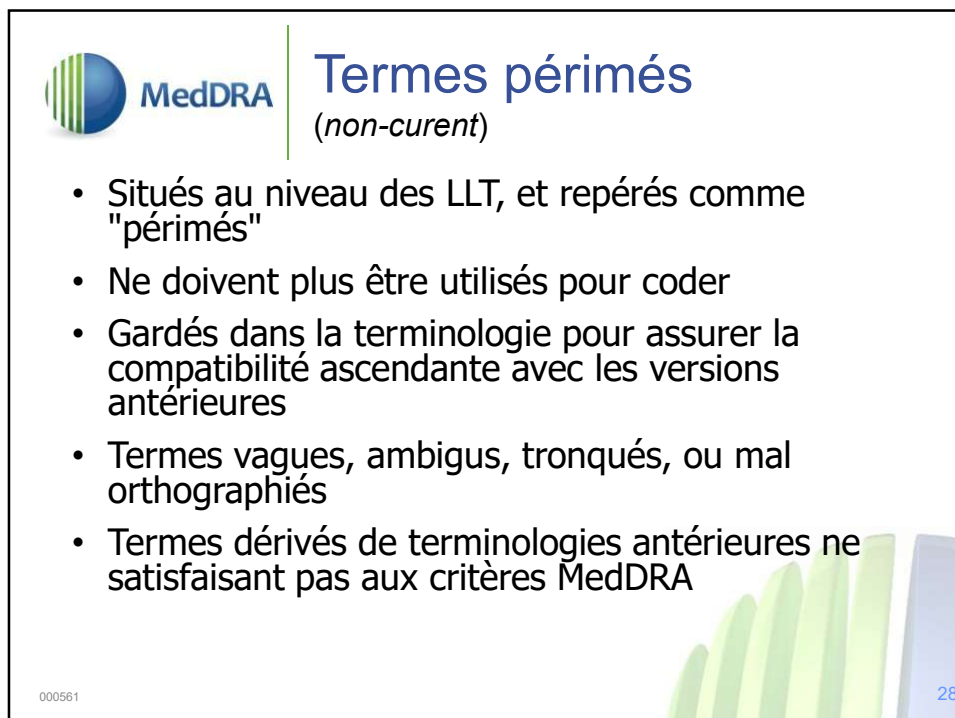 MedDRA
Termes périmés
(non-curent)
• Situés au niveau des LLT, et repérés comme
"périmés"
• Ne doivent plus être utilisés pour coder
• Gardés dans la terminologie pour assurer la
compatibilité ascendante avec les versions
antérieures
• Termes vagues, ambigus, tronqués, ou mal
orthographiés
• Termes dérivés de terminologies antérieures ne
satisfaisant pas aux critères MedDRA
000561
28